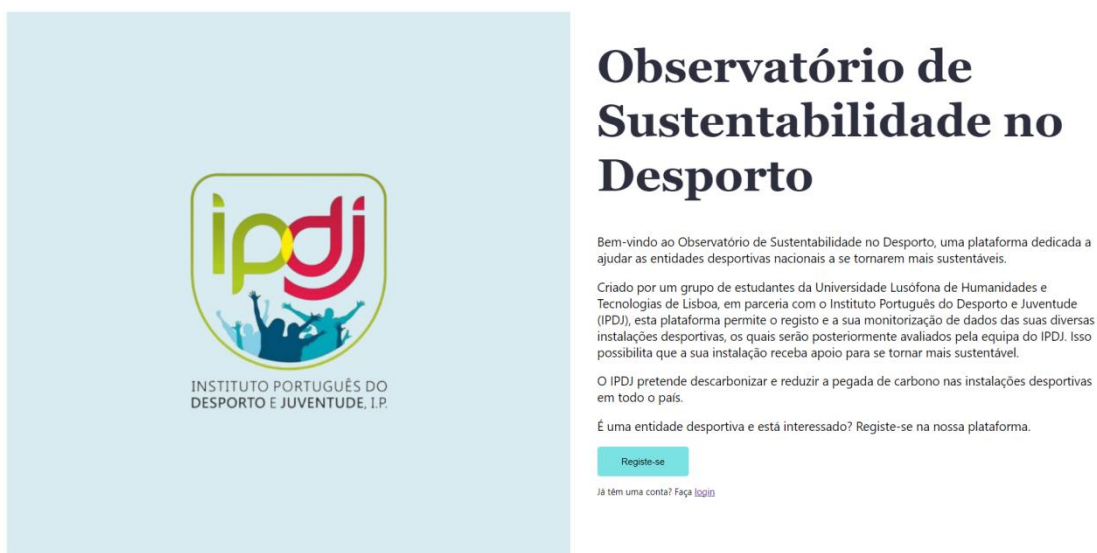 ipdj
INSTITUTO PORTUGUÊS DO
DESPORTO E JUVENTUDE, I.P.
Observatório de
Sustentabilidade no
Desporto
Bem-vindo ao Observatório de Sustentabilidade no Desporto, uma plataforma dedicada a
ajudar as entidades desportivas nacionais a se tornarem mais sustentáveis.
Criado por um grupo de estudantes da Universidade Lusófona de Humanidades e
Tecnologias de Lisboa, em parceria com o Instituto Português do Desporto e Juventude
(IPDJ), esta plataforma permite o registo e a sua monitorização de dados das suas diversas
instalações desportivas, os quais serão posteriormente avaliados pela equipa do IPDJ. Isso
possibilita que a sua instalação receba apoio para se tornar mais sustentável.
O IPDJ pretende descarbonizar e reduzir a pegada de carbono nas instalações desportivas
em todo o país.
É uma entidade desportiva e está interessado? Registe-se na nossa plataforma.
Registe-se
Já têm uma conta? Faça login